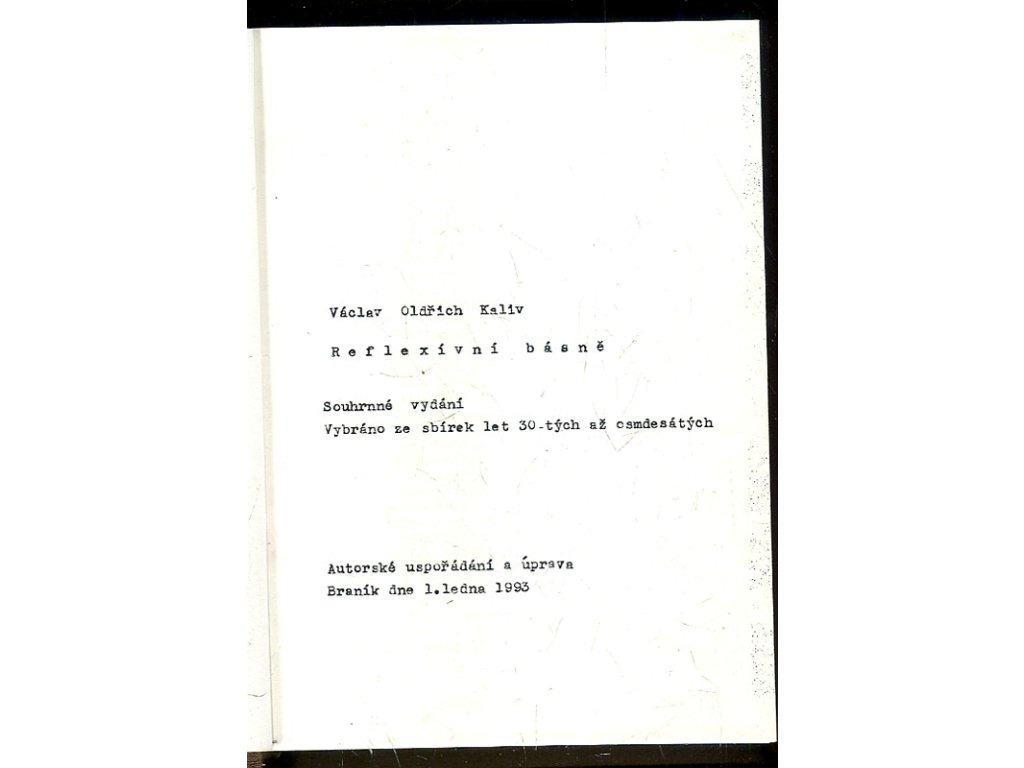 Václav Oldřich Kaliv
Reflexívní básně
Souhrnné vydání
Vybráno ze sbírek let 30-tých až osmdesátých
Autorské uspořádání a úprava
Braník dne 1.ledna 1993